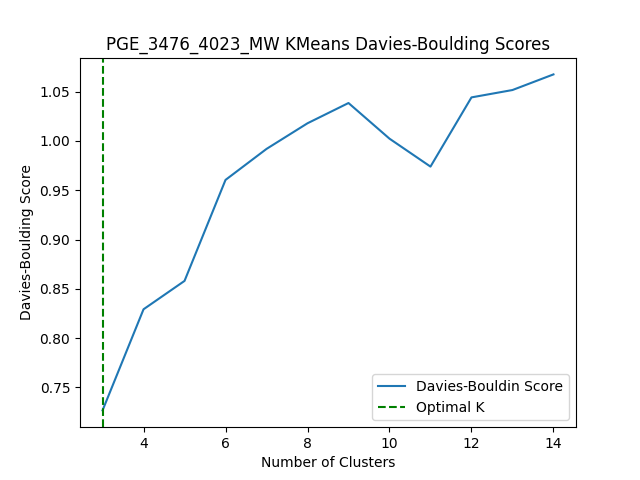 PGE_3476_4023_MW KMeans Davies-Boulding Scores
Davies-Boulding Score
1.05
1.00
0.95
0.90
0.85
0.80
0.75
Davies-Bouldin Score
Optimal K
4 6 8 10 12 14
Number of Clusters